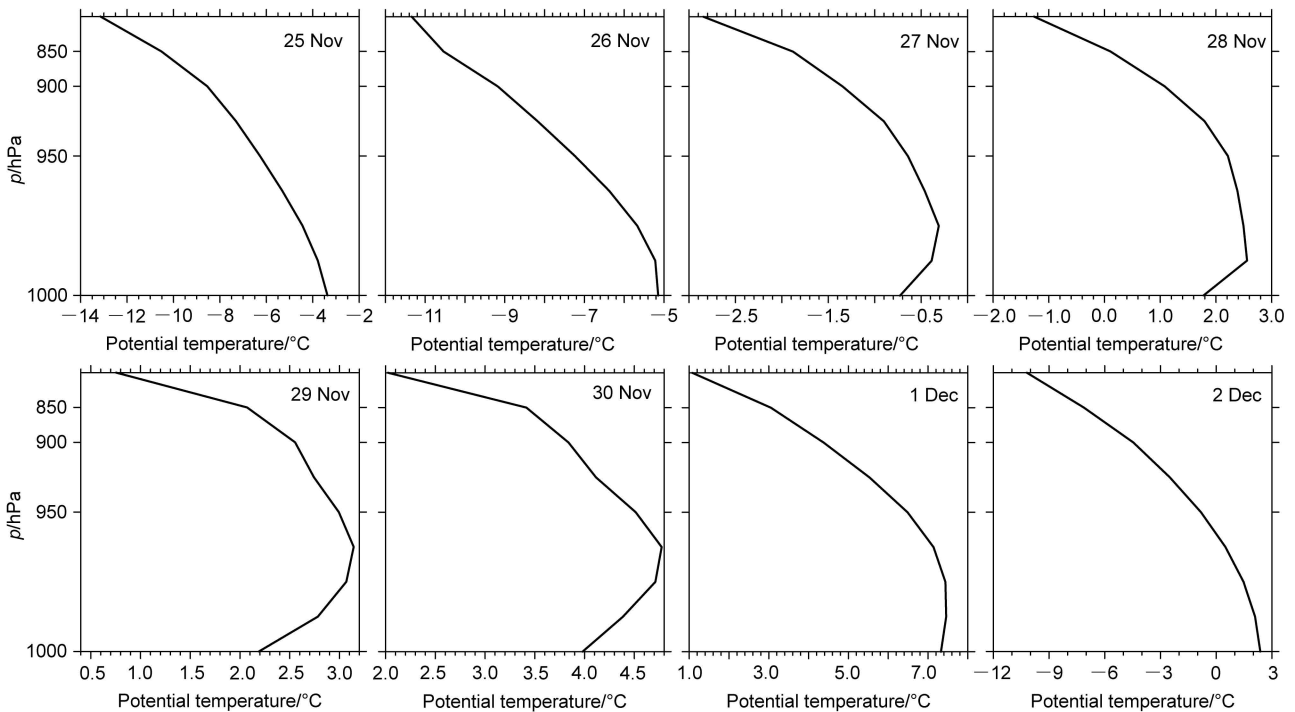 25 Nov
26 Nov
27 Nov
28 Nov
850
900
950
1000
p/hPa
−14 −12 −10 −8 −6 −4 −2
−11 −9 −7 −5
−2.5 −1.5 −0.5
−2.0 −1.0 0.0 1.0 2.0 3.0
Potential temperature/°C
Potential temperature/°C
Potential temperature/°C
Potential temperature/°C
29 Nov
30 Nov
1 Dec
2 Dec
850
900
950
1000
p/hPa
0.5 1.0 2.0 2.5 3.0
2.0 2.5 3.0 3.5 4.0 4.5
1.0 3.0 5.0 7.0
−12 −9 −6 −3 0 3
Potential temperature/°C
Potential temperature/°C
Potential temperature/°C
Potential temperature/°C